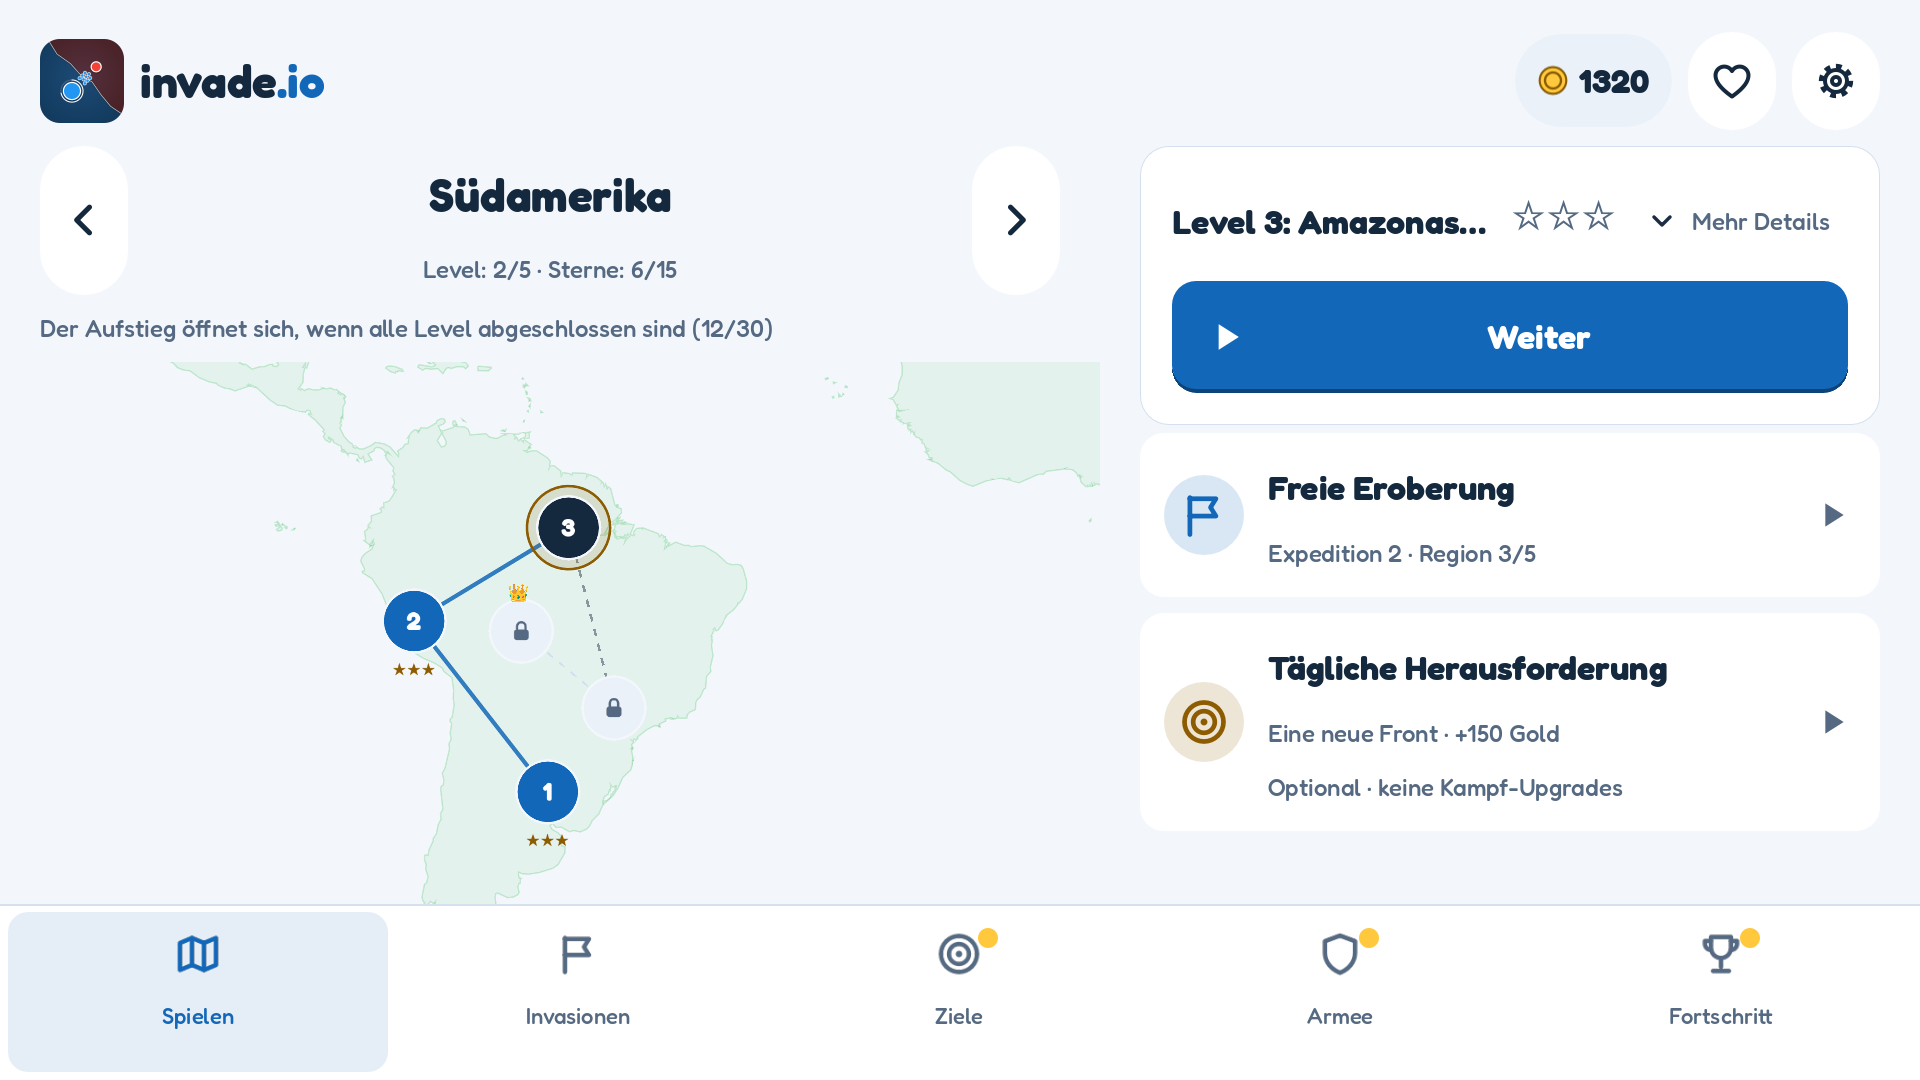 invade.io
1320
Südamerika
Level: 2/5 · Sterne: 6/15
Der Aufstieg öffnet sich, wenn alle Level abgeschlossen sind (12/30)
3
2
1
Level 3: Amazonas...
Mehr Details
Weiter
Freie Eroberung
Expedition 2 · Region 3/5
Tägliche Herausforderung
Eine neue Front · +150 Gold
Optional · keine Kampf-Upgrades
Spielen
Invasionen
Ziele
Armee
Fortschritt